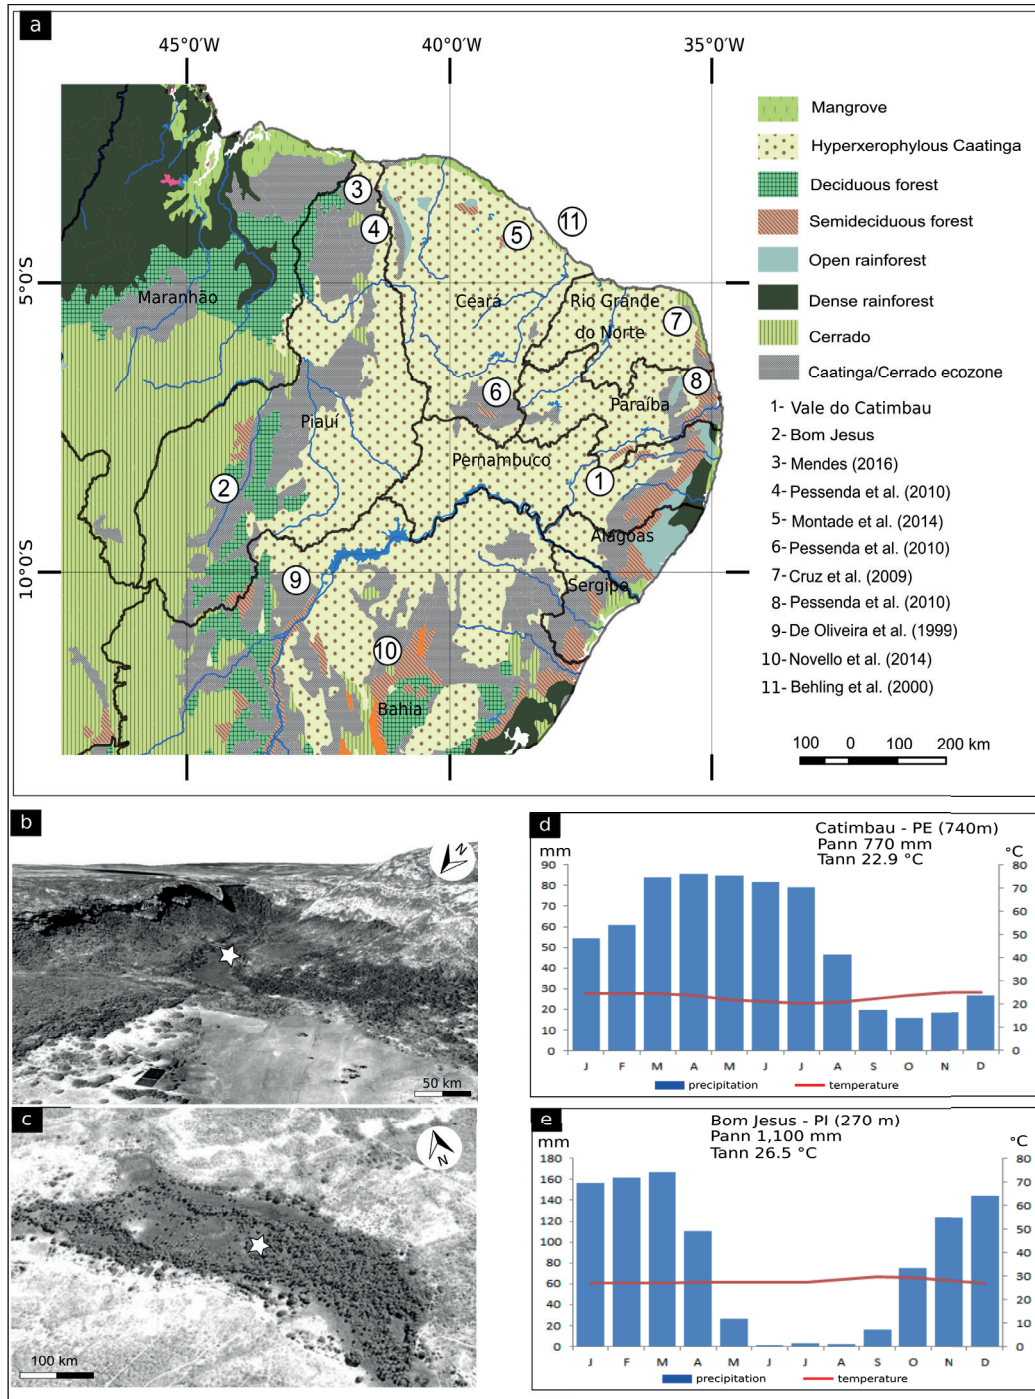 a
45°0'W 40°0'W 35°0'W
5°0'S
10°0'S
Mangrove
Hyperxerophylous Caatinga
Deciduous forest
Semideciduous forest
Open rainforest
Dense rainforest
Cerrado
Caatinga/Cerrado ecozone
1- Vale do Catimbau
2- Bom Jesus
3- Mendes (2016)
4- Pessenda et al. (2010)
5- Montade et al. (2014)
6- Pessenda et al. (2010)
7- Cruz et al. (2009)
8- Pessenda et al. (2010)
9- De Oliveira et al. (1999)
10- Novello et al. (2014)
11- Behling et al. (2000)
100 0 100 200 km
3
4
5
11
Maranhão
Ceará
Rio Grande
do Norte
7
6
8
Paraíba
Piauí
Pernambuco
2
1
Alagoas
9
Sergipe
10
Bahia
b
N
50 km
c
N
100 km
d
Catimbau - PE (740m)
Pann 770 mm
Tann 22.9 °C
mm
°C
90
80
70
60
50
40
30
20
10
0
80
70
60
50
40
30
20
10
0
J F M A M J J A S O N D
precipitation temperature
e
Bom Jesus - PI (270 m)
Pann 1,100 mm
Tann 26.5 °C
mm
°C
180
160
140
120
100
80
60
40
20
0
80
70
60
50
40
30
20
10
0
J F M A M J J A S O N D
precipitation temperature